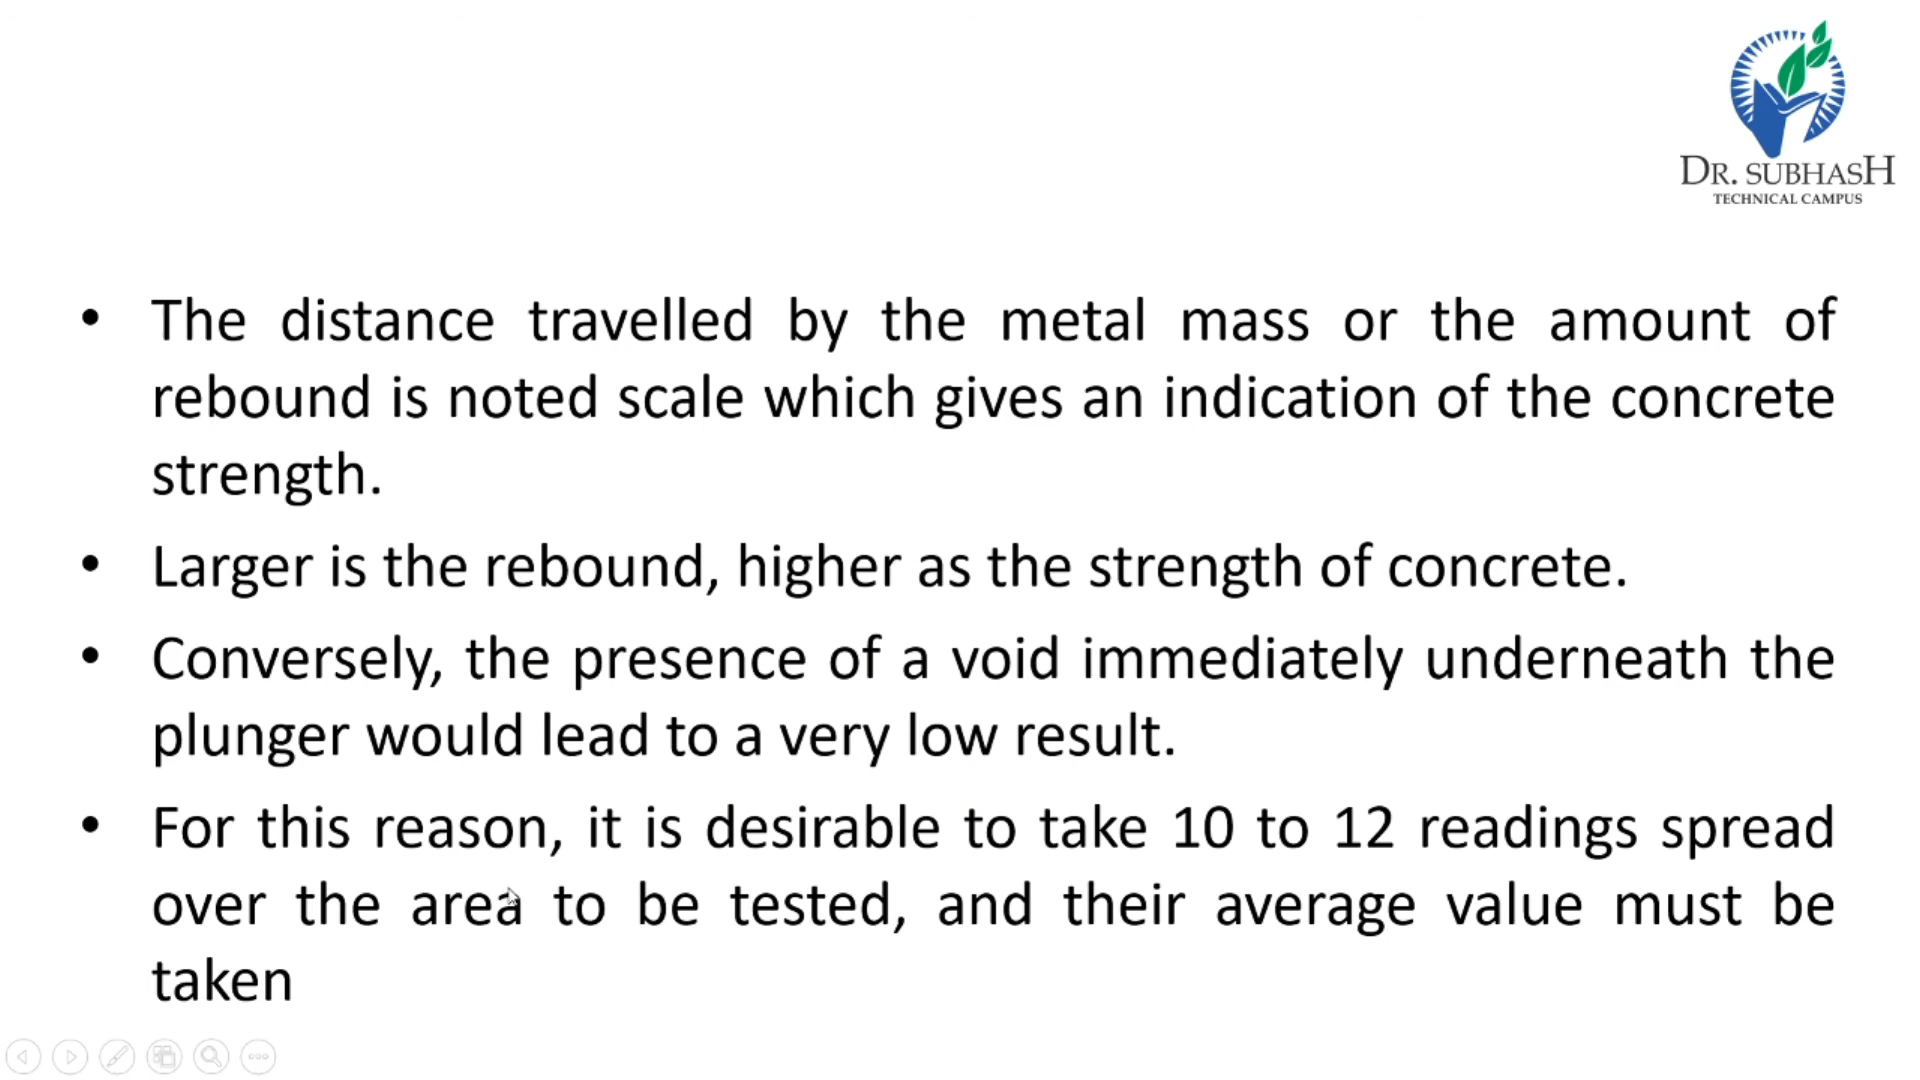 DR. SUBHASH
TECHNICAL CAMPUS
• The distance travelled by the metal mass or the amount of
rebound is noted scale which gives an indication of the concrete
strength.
• Larger is the rebound, higher as the strength of concrete.
• Conversely, the presence of a void immediately underneath the
plunger would lead to a very low result.
• For this reason, it is desirable to take 10 to 12 readings spread
over the area to be tested, and their average value must be
taken